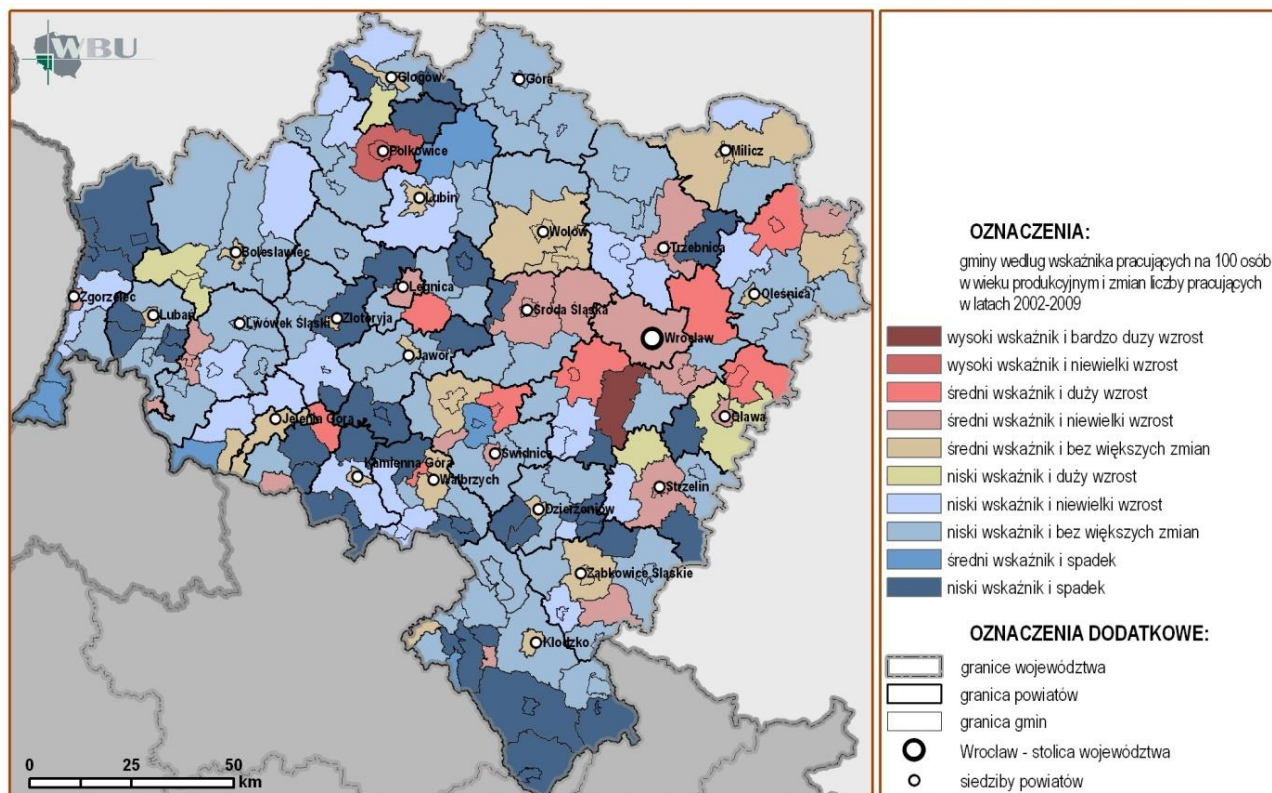 WBU
Głogów
Góra
Polkowice
Milicz
Lubin
Wołów
Trzebnica
Bolesławiec
Zgorzelec
Legnica
Oleśnica
Lubań
Lwówek Śląski
Złotoryja
Środa Śląska
Wrocław
Jawor
Jelenia Góra
Oława
Świdnica
Kamienna Góra
Wałbrzych
Strzelin
Dzierżoniów
Ząbkowice Śląskie
Kłodzko
0 25 50
km
OZNACZENIA:
gminy według wskaźnika pracujących na 100 osób
w wieku produkcyjnym i zmian liczby pracujących
w latach 2002-2009
wysoki wskaźnik i bardzo duzy wzrost
wysoki wskaźnik i niewielki wzrost
średni wskaźnik i duży wzrost
średni wskaźnik i niewielki wzrost
średni wskaźnik i bez większych zmian
niski wskaźnik i duży wzrost
niski wskaźnik i niewielki wzrost
niski wskaźnik i bez większych zmian
średni wskaźnik i spadek
niski wskaźnik i spadek
OZNACZENIA DODATKOWE:
granice województwa
granica powiatów
granica gmin
Wrocław - stolica województwa
siedziby powiatów